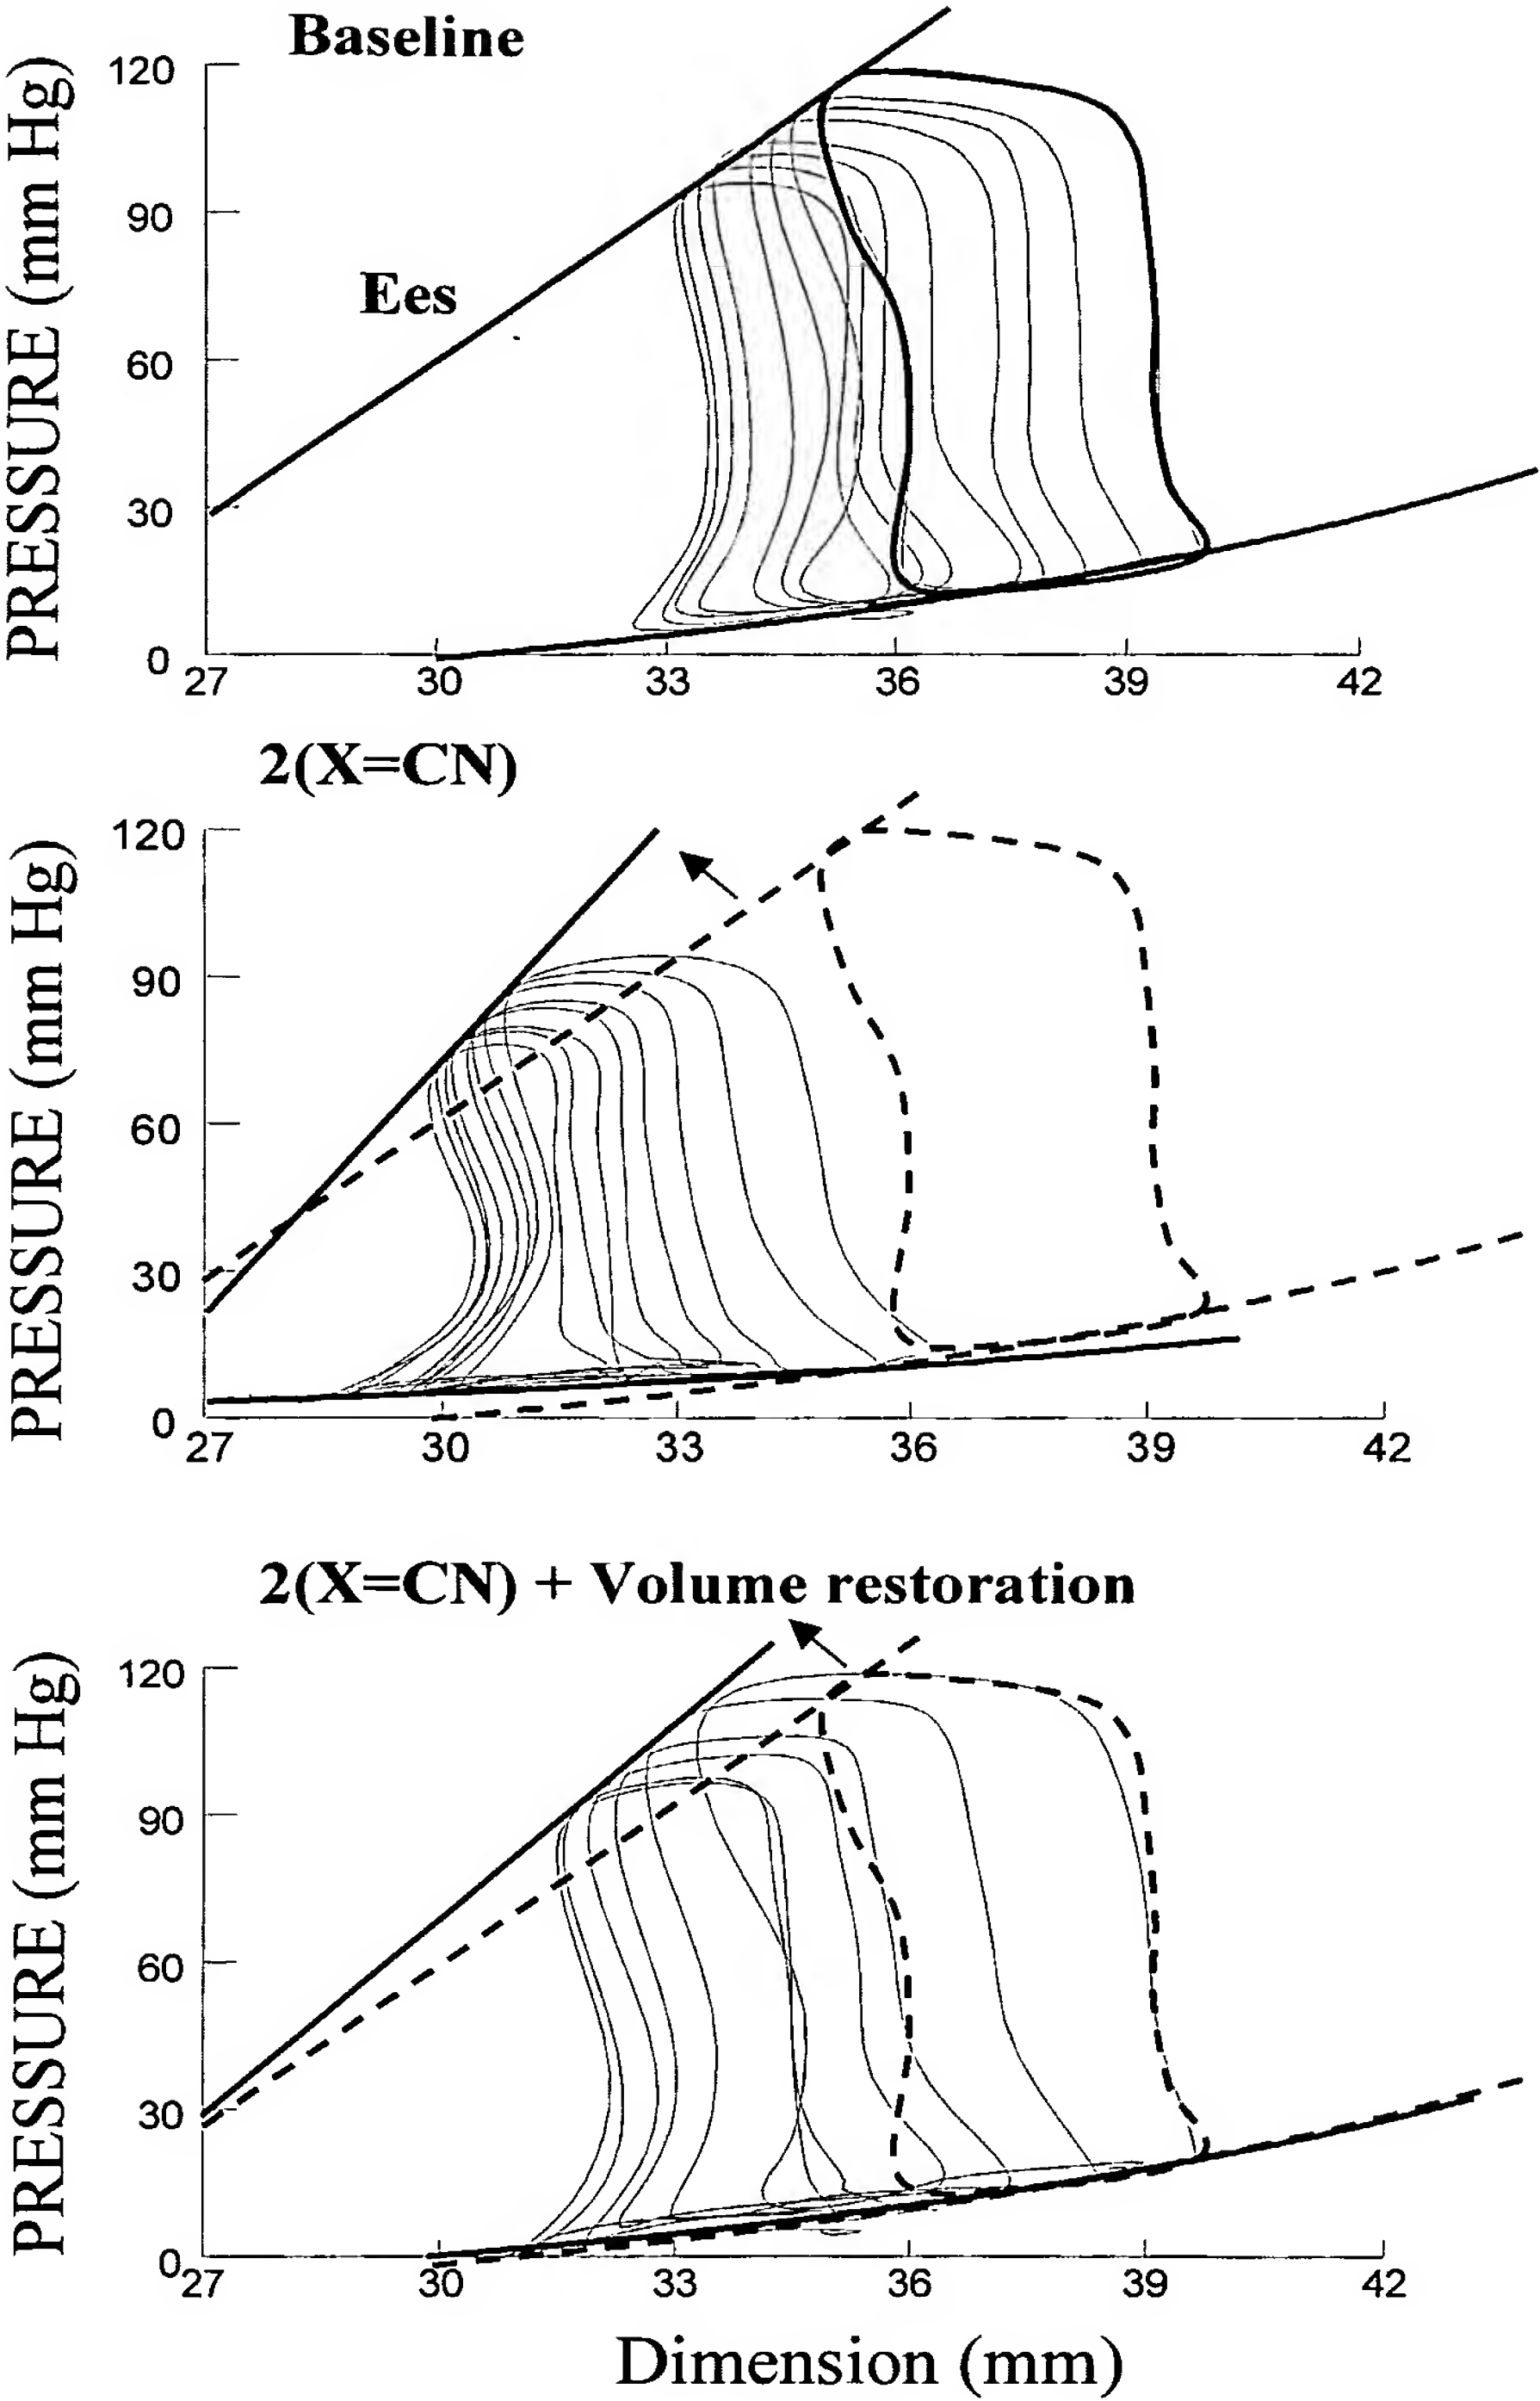 Baseline
PRESSURE (mm Hg)
120
90
60
30
0
Ees
27 30 33 36 39 42
2(X=CN)
PRESSURE (mm Hg)
120
90
60
30
0
27 30 33 36 39 42
2(X=CN) + Volume restoration
PRESSURE (mm Hg)
120
90
60
30
0
27 30 33 36 39 42
Dimension (mm)